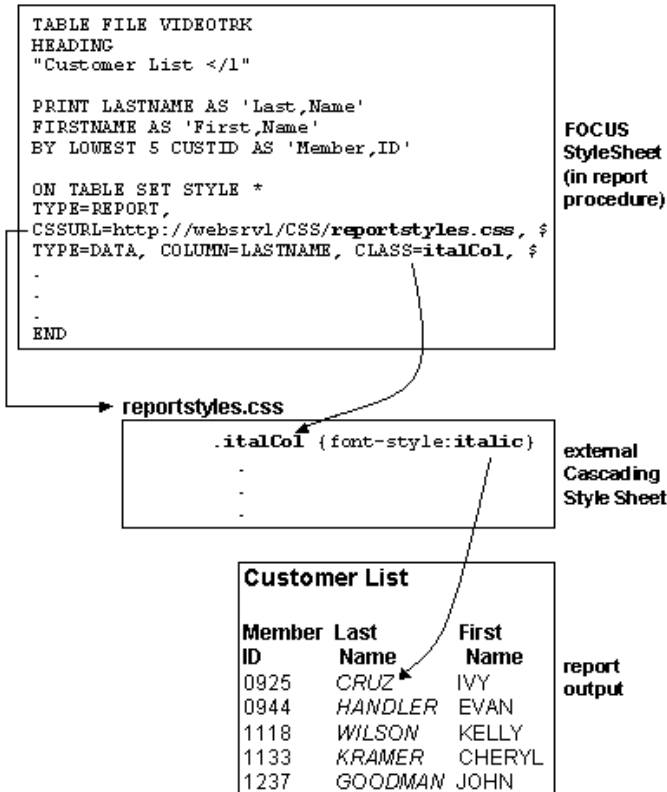 TABLE FILE VIDEOTRK
HEADING
"Customer List </1"
PRINT LASTNAME AS 'Last,Name'
FIRSTNAME AS 'First,Name'
BY LOWEST 5 CUSTID AS 'Member,ID'
ON TABLE SET STYLE *
TYPE=REPORT,
CSSURL=http://websrv1/CSS/reportstyles.css, $
TYPE=DATA, COLUMN=LASTNAME, CLASS=italCol, $
.
.
.
END
FOCUS
StyleSheet
(in report
procedure)
reportstyles.css
.italCol {font-style:italic}
.
.
.
external
Cascading
Style Sheet
Customer List
Member Last First
ID Name Name
0925 CRUZ IVY
0944 HANDLER EVAN
1118 WILSON KELLY
1133 KRAMER CHERYL
1237 GOODMAN JOHN
report
output